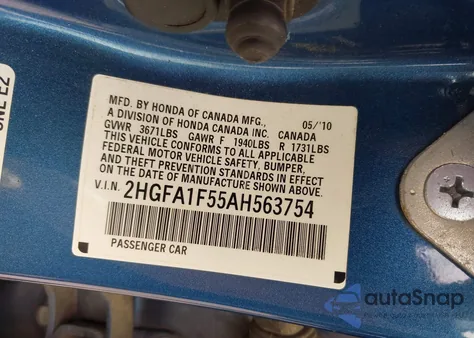 UNL E2
MFD. BY HONDA OF CANADA MFG., 05/'10
A DIVISION OF HONDA CANADA INC. CANADA
GVWR 3671LBS GAWR F 1940LBS R 1731LBS
THIS VEHICLE CONFORMS TO ALL APPLICABLE
FEDERAL MOTOR VEHICLE SAFETY, BUMPER,
AND THEFT PREVENTION STANDARDS IN EFFECT
ON THE DATE OF MANUFACTURE SHOWN ABOVE.
V.I.N. 2HGFA1F55AH563754
PASSENGER CAR
autoSnap